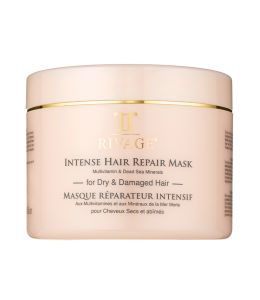 RIVAGE
INTENSE HAIR REPAIR MASK
Multivitamin & Dead Sea Minerals
for Dry & Damaged Hair
MASQUE RÉPARATEUR INTENSIF
Aux Multivitamines et aux Minéraux de la Mer Morte
pour Cheveux Secs et abîmés